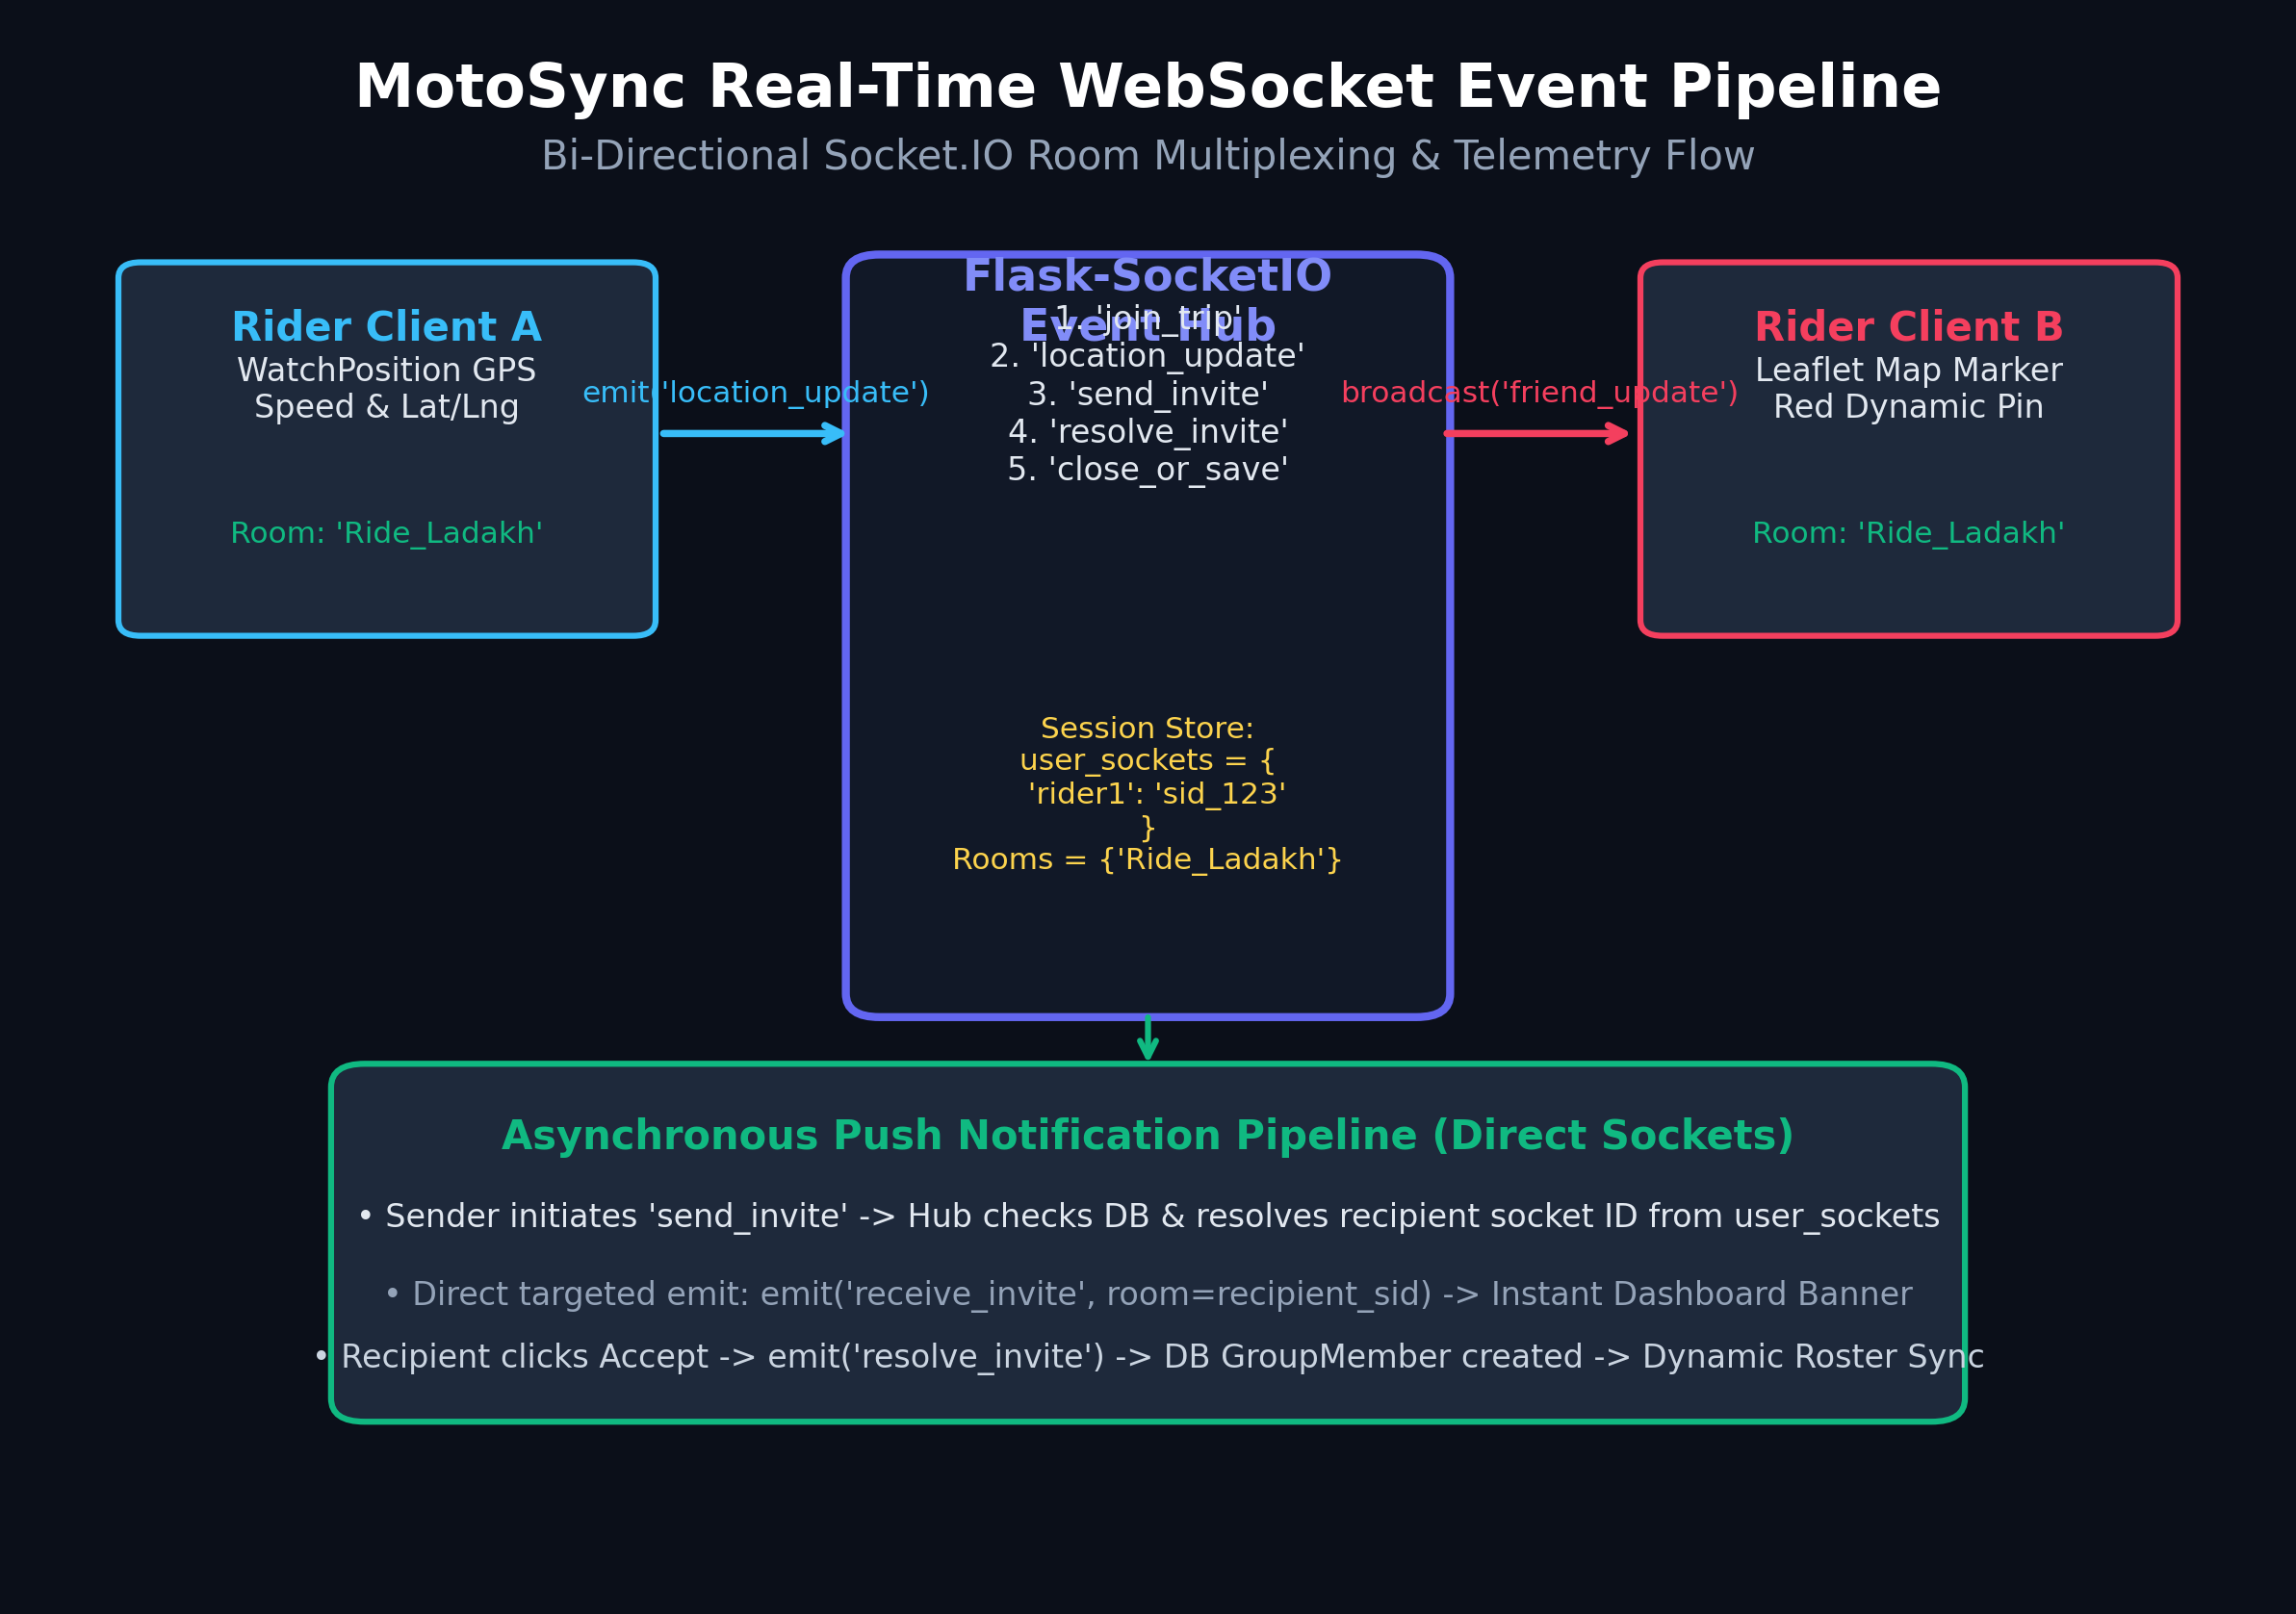 MotoSync Real-Time WebSocket Event Pipeline
Bi-Directional Socket.IO Room Multiplexing & Telemetry Flow
Rider Client A
WatchPosition GPS
Speed & Lat/Lng
Room: 'Ride_Ladakh'
emit('location_update')
Flask-SocketIO
Event Hub
1. 'join_trip'
2. 'location_update'
3. 'send_invite'
4. 'resolve_invite'
5. 'close_or_save'
Session Store:
user_sockets = {
'rider1': 'sid_123'
}
Rooms = {'Ride_Ladakh'}
broadcast('friend_update')
Rider Client B
Leaflet Map Marker
Red Dynamic Pin
Room: 'Ride_Ladakh'
Asynchronous Push Notification Pipeline (Direct Sockets)
• Sender initiates 'send_invite' -> Hub checks DB & resolves recipient socket ID from user_sockets
• Direct targeted emit: emit('receive_invite', room=recipient_sid) -> Instant Dashboard Banner
• Recipient clicks Accept -> emit('resolve_invite') -> DB GroupMember created -> Dynamic Roster Sync